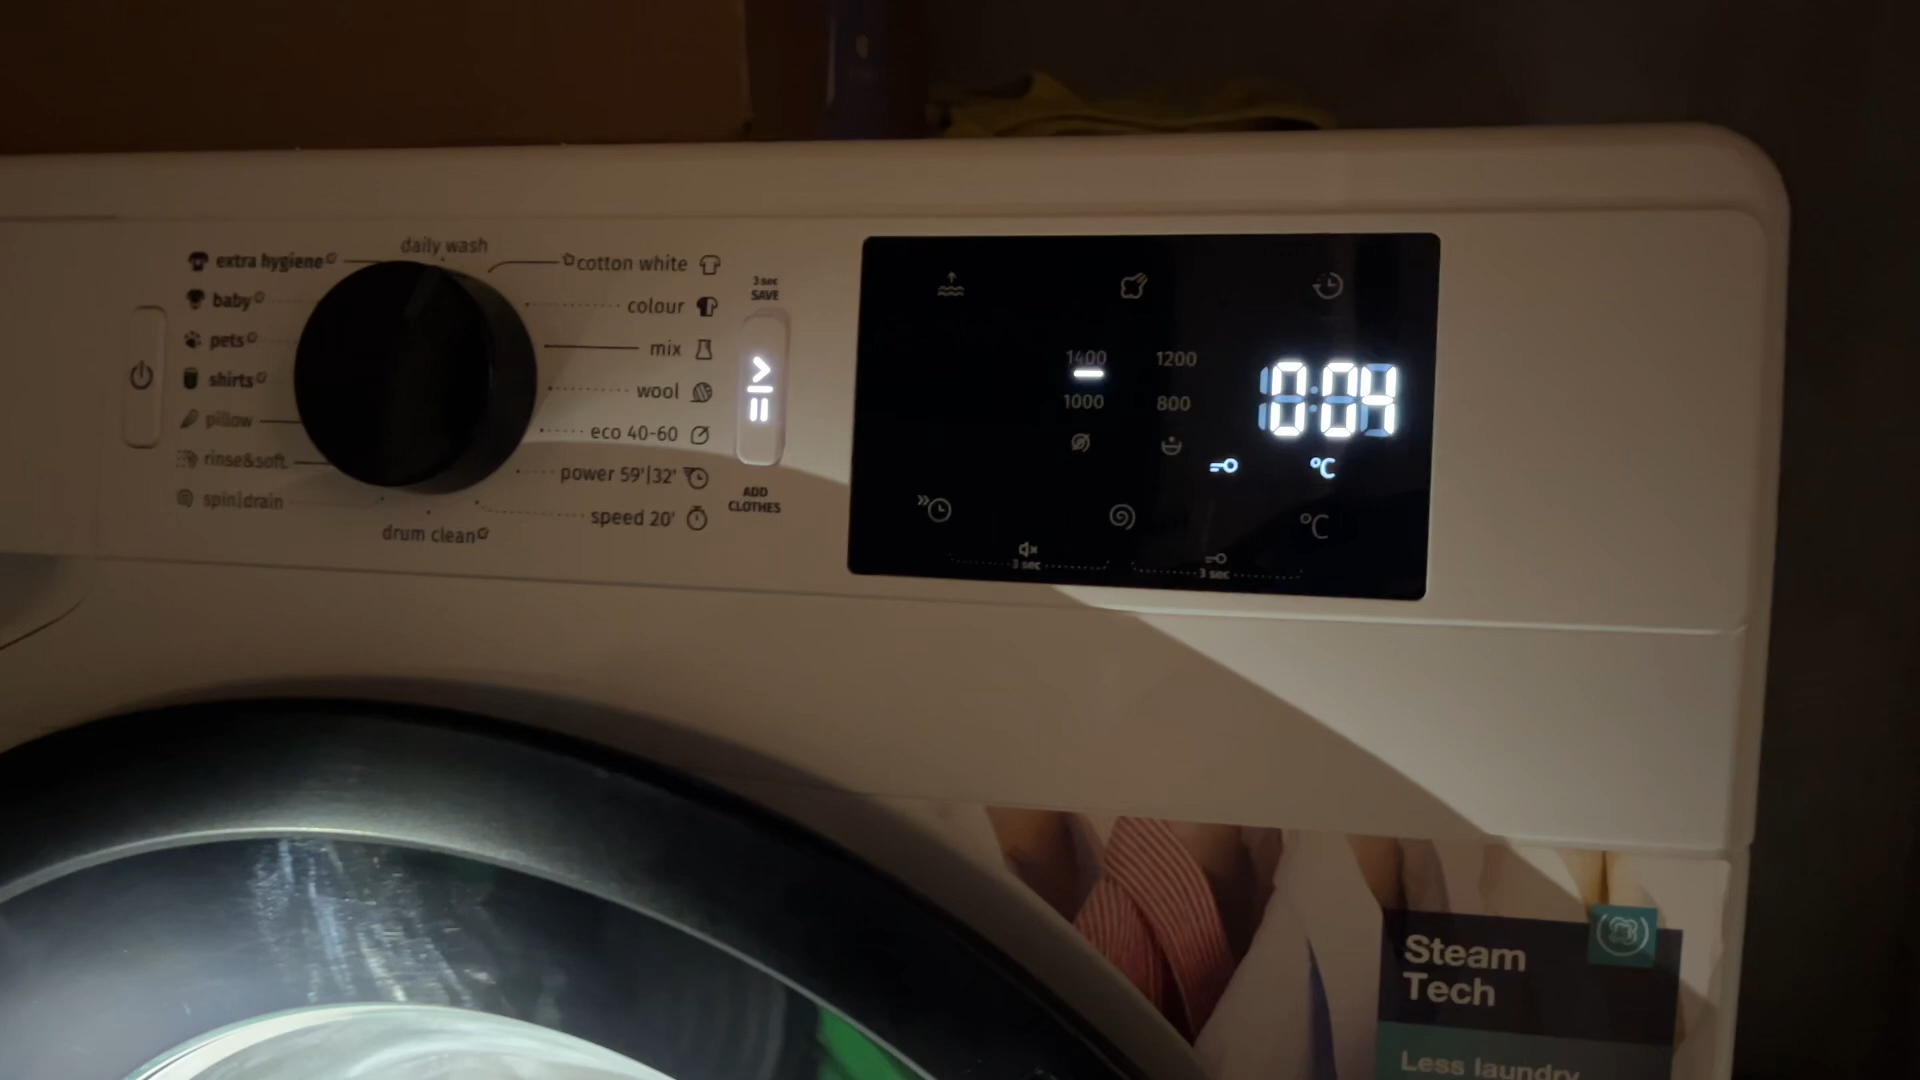 daily wash
extra hygiene
baby
pets
shirts
pillow
rinse&soft
spin|drain
drum clean
cotton white
colour
mix
wool
eco 40-60
power 59'|32'
speed 20'
3 sec
SAVE
ADD
CLOTHES
1400 1200
1000 800
0:04
°C
°C
3 sec
3 sec
Steam
Tech
Less laundry